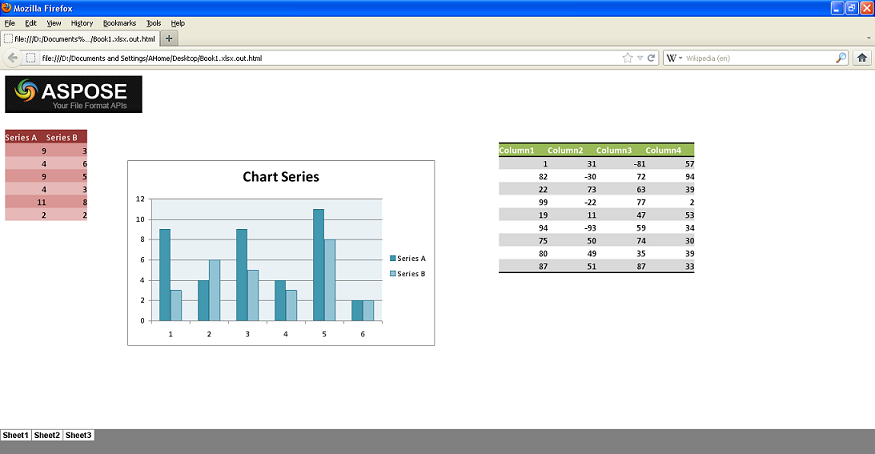 Mozilla Firefox
File Edit View History Bookmarks Tools Help
file:///D:/Documents%.../Book1.xlsx.out.html +
file:///D:/Documents and Settings/AHome/Desktop/Book1.xlsx.out.html W Wikipedia (en)
ASPOSE
Your File Format APIs
Series A Series B
9 3
4 6
9 5
4 3
11 8
2 2
Chart Series
12
10
8
6
4
2
0
1 2 3 4 5 6
Series A
Series B
Column1 Column2 Column3 Column4
1 31 -81 57
82 -30 72 94
22 73 63 39
99 -22 77 2
19 11 47 53
94 -93 59 34
75 50 74 30
80 49 35 39
87 51 87 33
Sheet1 Sheet2 Sheet3